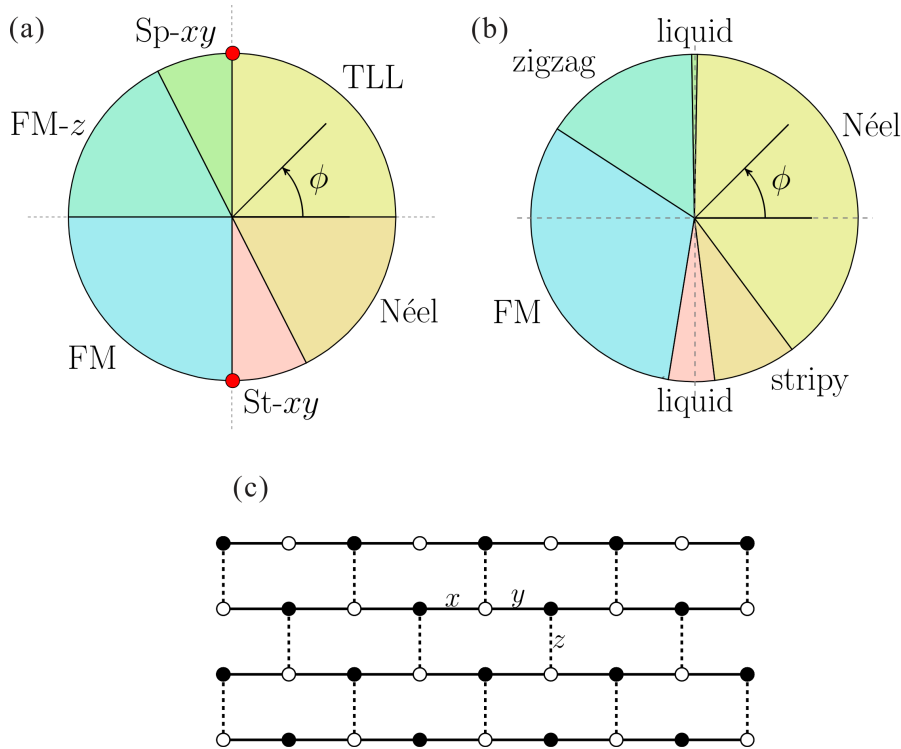 (a)
Sp-xy
TLL
FM-z
ϕ
FM
Néel
St-xy
(b)
liquid
zigzag
Néel
ϕ
FM
stripy
liquid
(c)
x
y
z